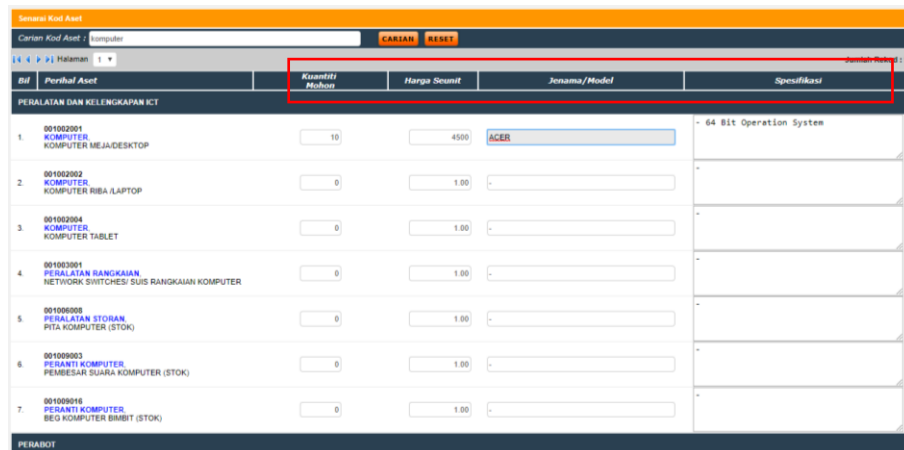 Senarai Kod Aset
Carian Kod Aset : komputer CARIAN RESET
Halaman 1 Jumlah Rekod :
Bil Perihal Aset Kuantiti Mohon Harga Seunit Jenama/Model Spesifikasi
PERALATAN DAN KELENGKAPAN ICT
1. 001002001
KOMPUTER,
KOMPUTER MEJA/DESKTOP
10 4500 ACER - 64 Bit Operation System
2. 001002002
KOMPUTER,
KOMPUTER RIBA /LAPTOP
0 1.00 - -
3. 001002004
KOMPUTER,
KOMPUTER TABLET
0 1.00 - -
4. 001003001
PERALATAN RANGKAIAN,
NETWORK SWITCHES/ SUIS RANGKAIAN KOMPUTER
0 1.00 - -
5. 001006008
PERALATAN STORAN,
PITA KOMPUTER (STOK)
0 1.00 - -
6. 001009003
PERANTI KOMPUTER,
PEMBESAR SUARA KOMPUTER (STOK)
0 1.00 - -
7. 001009016
PERANTI KOMPUTER,
BEG KOMPUTER BIMBIT (STOK)
0 1.00 - -
PERABOT